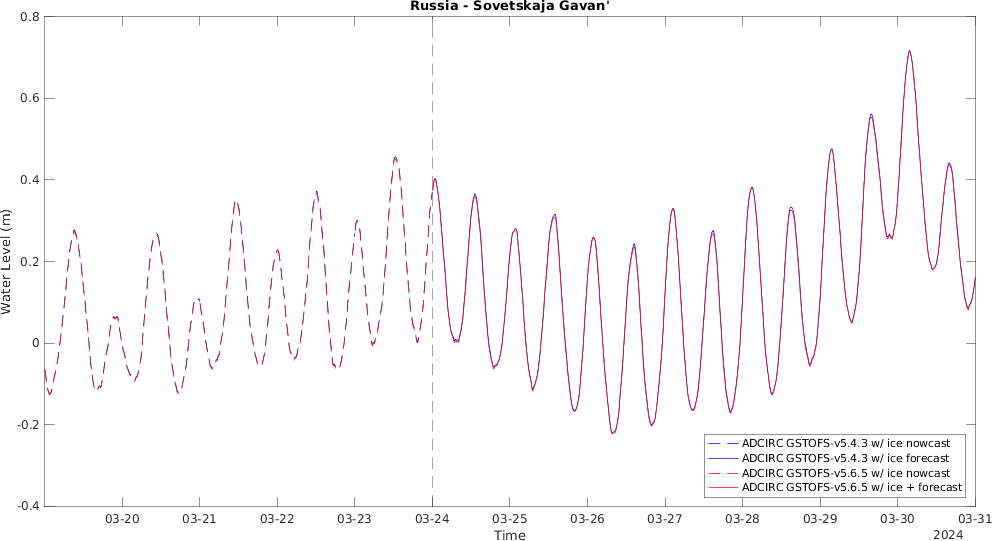 Russia - Sovetskaja Gavan'
0.8
0.6
0.4
0.2
0
-0.2
-0.4
Water Level (m)
ADCIRC GSTOFS-v5.4.3 w/ ice nowcast
ADCIRC GSTOFS-v5.4.3 w/ ice forecast
ADCIRC GSTOFS-v5.6.5 w/ ice nowcast
ADCIRC GSTOFS-v5.6.5 w/ ice + forecast
03-20 03-21 03-22 03-23 03-24 03-25 03-26 03-27 03-28 03-29 03-30 03-31
Time
2024